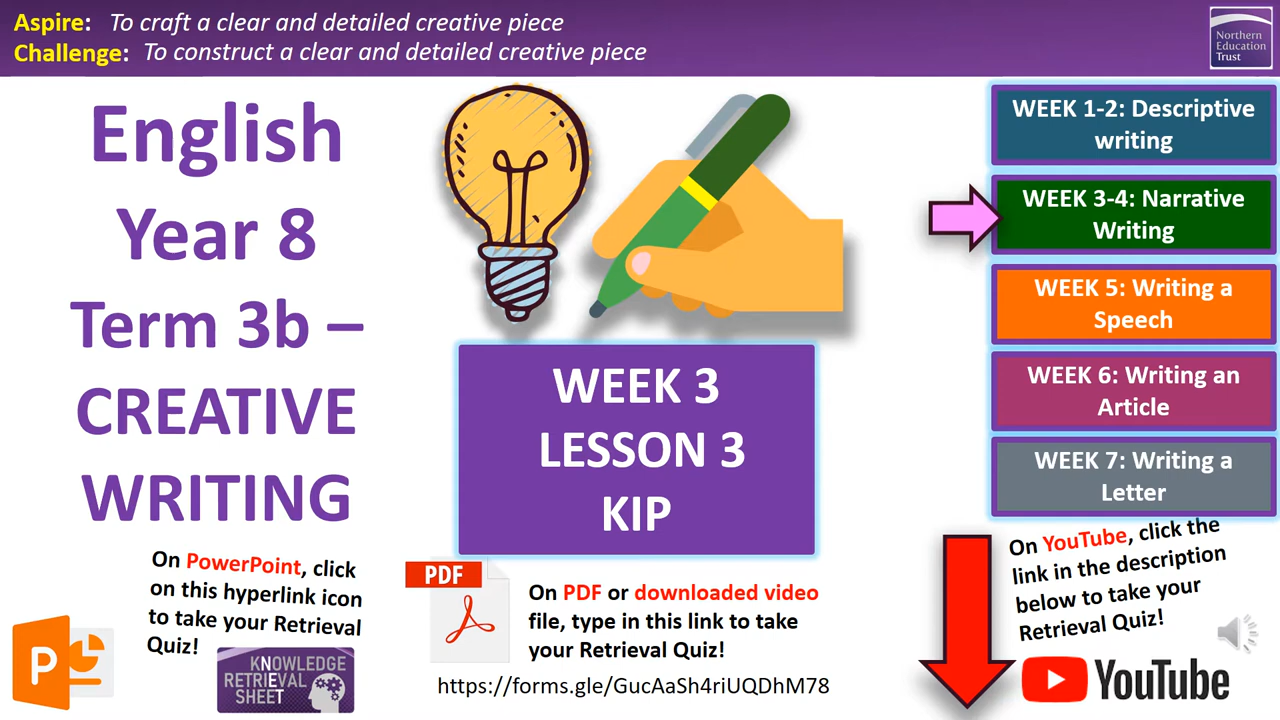 Aspire: To craft a clear and detailed creative piece
Challenge: To construct a clear and detailed creative piece
Northern
Education
Trust
English
Year 8
Term 3b –
CREATIVE
WRITING
WEEK 3
LESSON 3
KIP
WEEK 1-2: Descriptive
writing
WEEK 3-4: Narrative
Writing
WEEK 5: Writing a
Speech
WEEK 6: Writing an
Article
WEEK 7: Writing a
Letter
On PowerPoint, click
on this hyperlink icon
to take your Retrieval
Quiz!
P
KNOWLEDGE
RETRIEVAL
SHEET
PDF
On PDF or downloaded video
file, type in this link to take
your Retrieval Quiz!
https://forms.gle/GucAaSh4riUQDhM78
On YouTube, click the
link in the description
below to take your
Retrieval Quiz!
YouTube